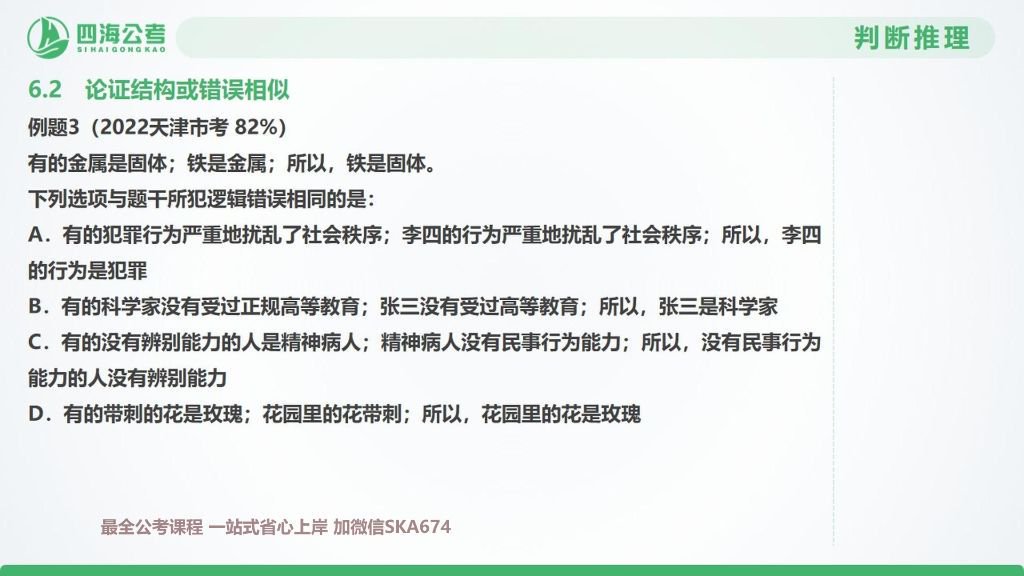 四海公考
SIHAIGONGKAO
判断推理
6.2 论证结构或错误相似
例题3（2022天津市考 82%）
有的金属是固体；铁是金属；所以，铁是固体。
下列选项与题干所犯逻辑错误相同的是：
A．有的犯罪行为严重地扰乱了社会秩序；李四的行为严重地扰乱了社会秩序；所以，李四
的行为是犯罪
B．有的科学家没有受过正规高等教育；张三没有受过高等教育；所以，张三是科学家
C．有的没有辨别能力的人是精神病人；精神病人没有民事行为能力；所以，没有民事行为
能力的人没有辨别能力
D．有的带刺的花是玫瑰；花园里的花带刺；所以，花园里的花是玫瑰
最全公考课程 一站式省心上岸 加微信SKA674